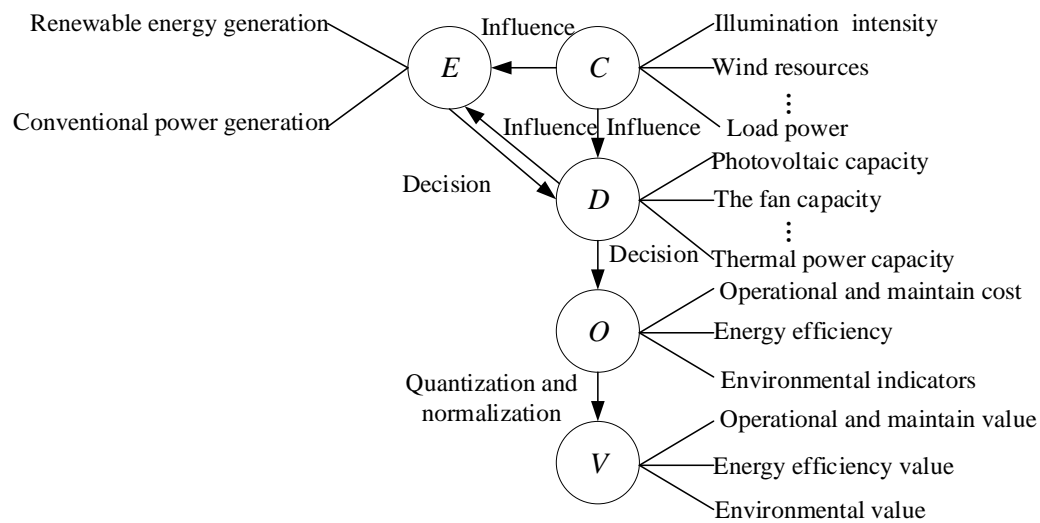 Renewable energy generation
Influence
Illumination intensity
E
C
Wind resources
Conventional power generation
Influence
Influence
Load power
Decision
Photovoltaic capacity
D
The fan capacity
Decision
Thermal power capacity
Operational and maintain cost
O
Energy efficiency
Quantization and
normalization
Environmental indicators
Operational and maintain value
V
Energy efficiency value
Environmental value